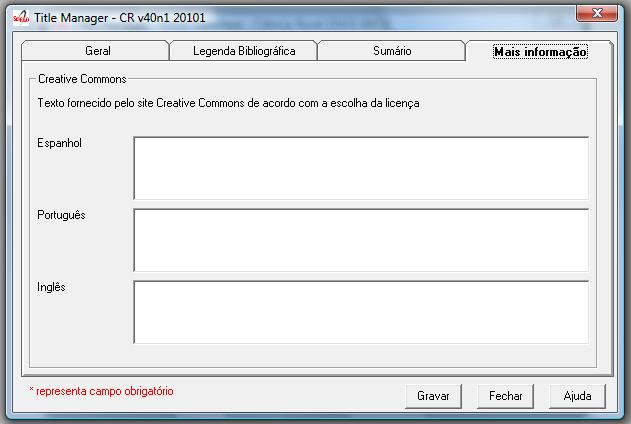 Title Manager - CR v40n1 20101
Geral
Legenda Bibliográfica
Sumário
Mais informação
Creative Commons
Texto fornecido pelo site Creative Commons de acordo com a escolha da licença
Espanhol
Português
Inglês
* representa campo obrigatório
Gravar
Fechar
Ajuda